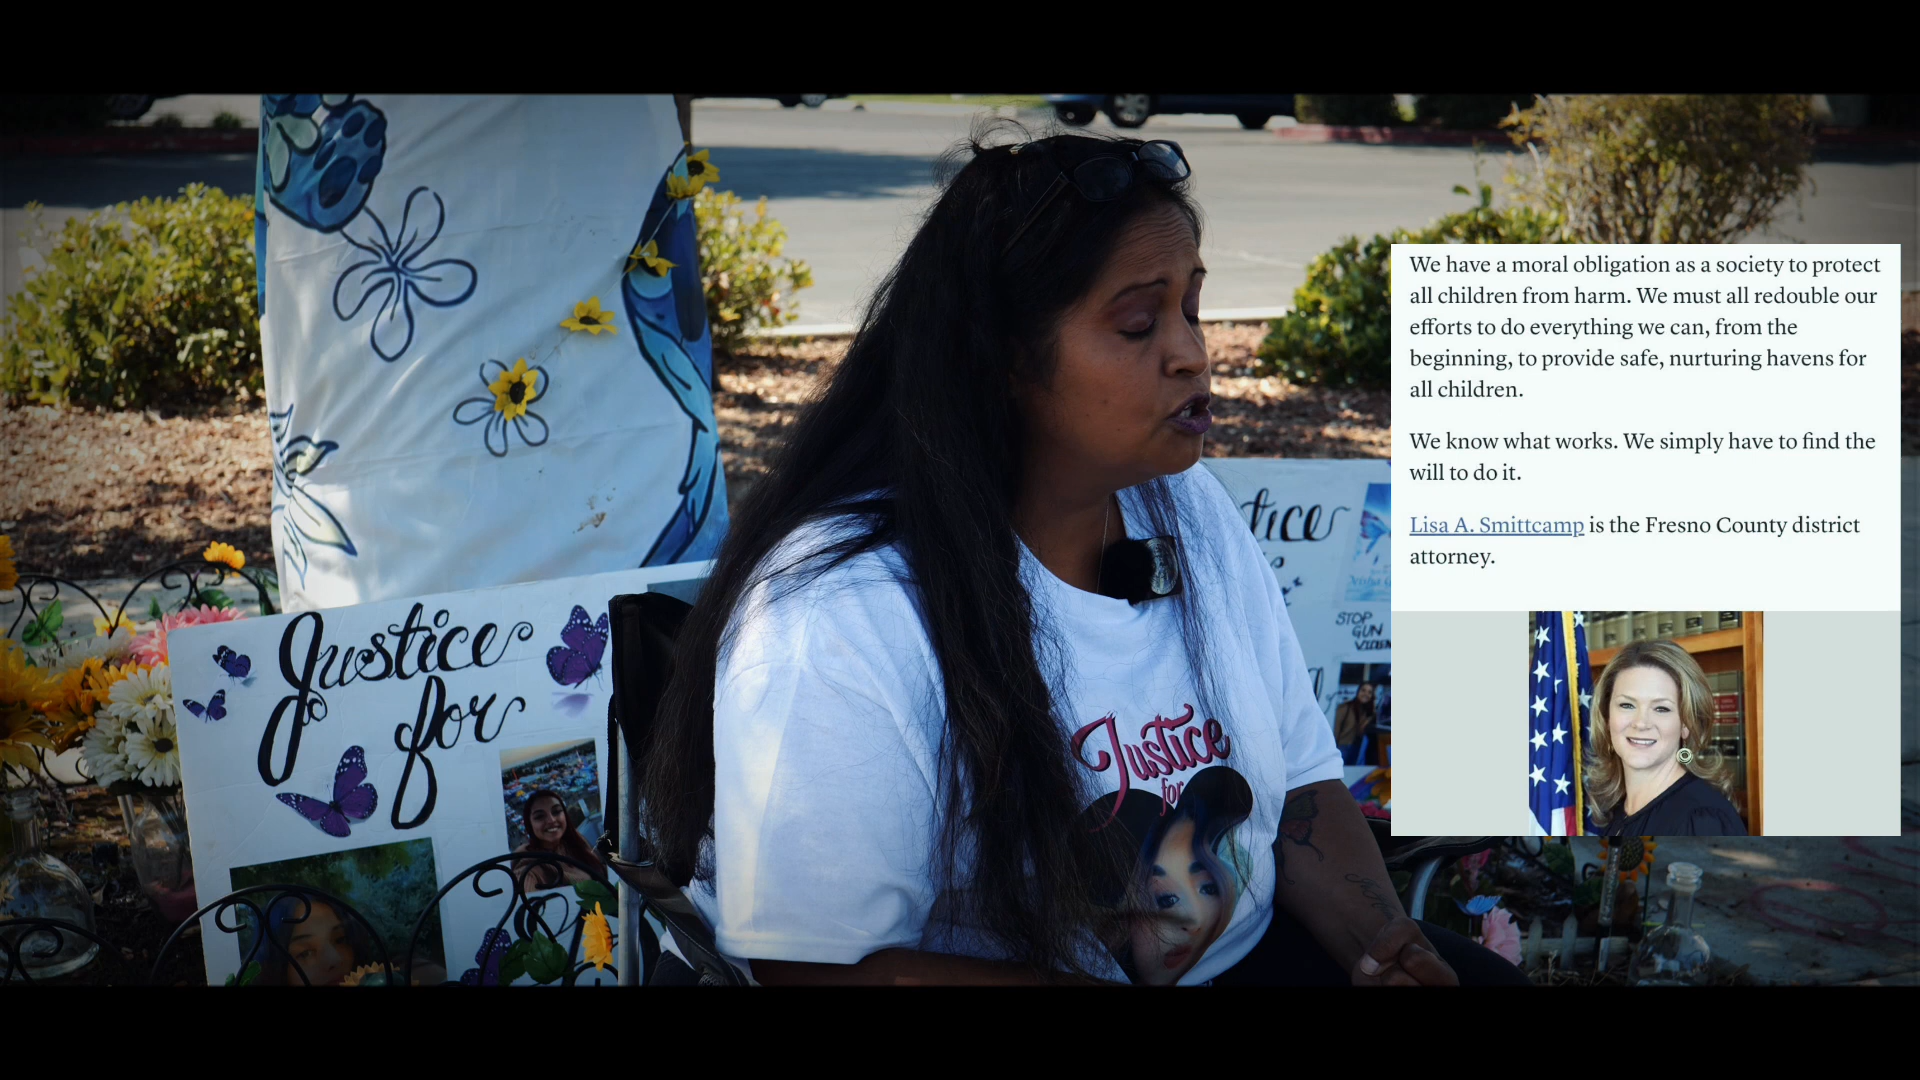 Justice
for
Justice
for
tice
STOP
GUN
We have a moral obligation as a society to protect
all children from harm. We must all redouble our
efforts to do everything we can, from the
beginning, to provide safe, nurturing havens for
all children.
We know what works. We simply have to find the
will to do it.
Lisa A. Smittcamp is the Fresno County district
attorney.